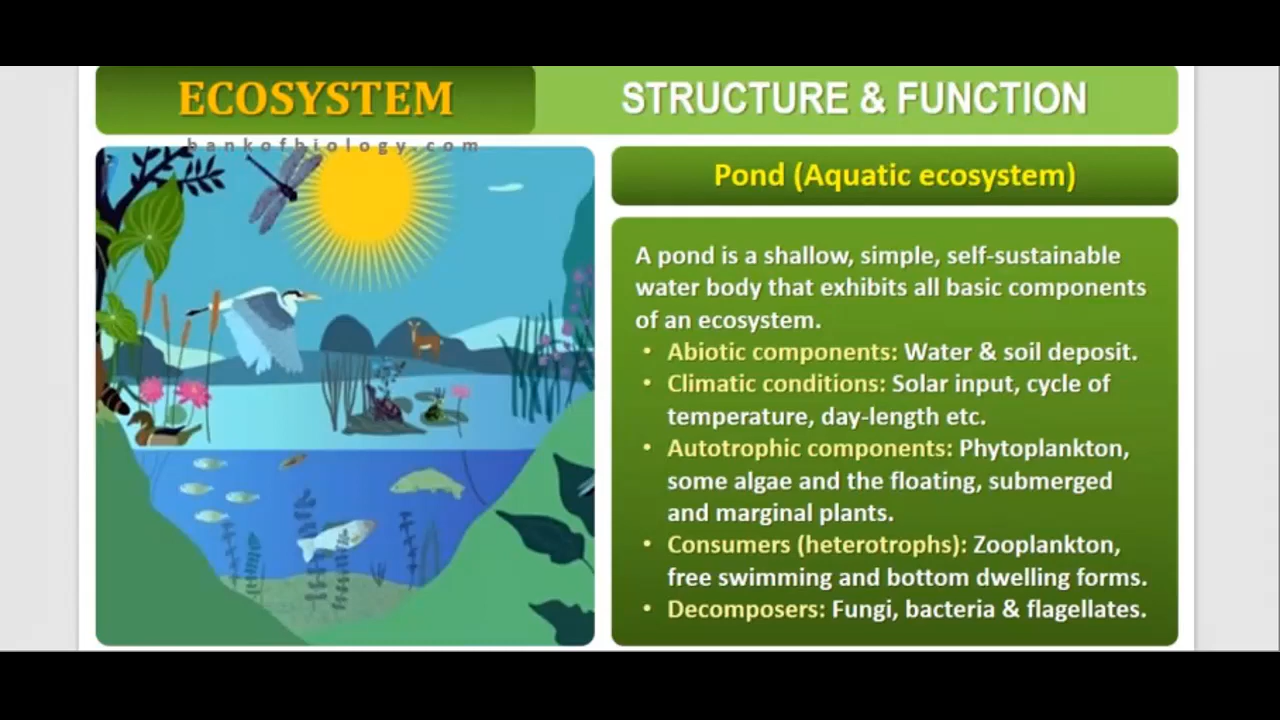 ECOSYSTEM
STRUCTURE & FUNCTION
bankofbiology.com
Pond (Aquatic ecosystem)
A pond is a shallow, simple, self-sustainable
water body that exhibits all basic components
of an ecosystem.
• Abiotic components: Water & soil deposit.
• Climatic conditions: Solar input, cycle of
temperature, day-length etc.
• Autotrophic components: Phytoplankton,
some algae and the floating, submerged
and marginal plants.
• Consumers (heterotrophs): Zooplankton,
free swimming and bottom dwelling forms.
• Decomposers: Fungi, bacteria & flagellates.